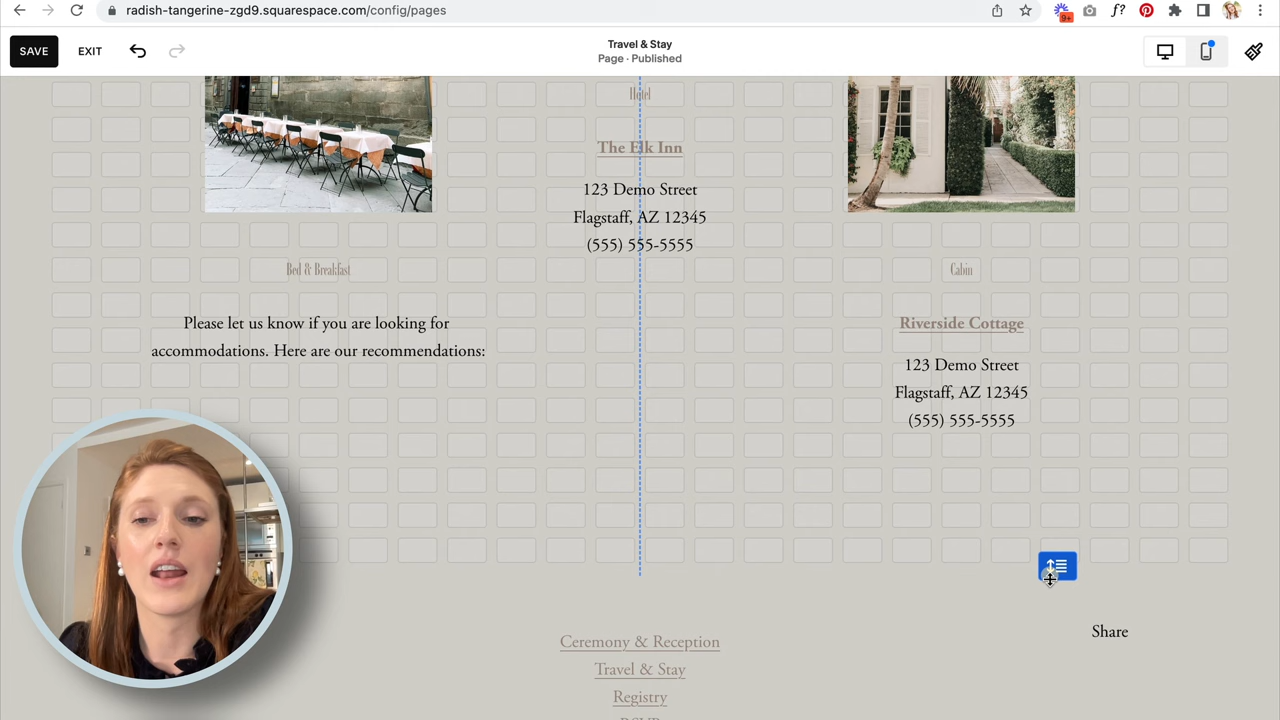 radish-tangerine-zgd9.squarespace.com/config/pages
9+
f?
SAVE
EXIT
Travel & Stay
Page · Published
Hotel
The Elk Inn
123 Demo Street
Flagstaff, AZ 12345
(555) 555-5555
Bed & Breakfast
Please let us know if you are looking for
accommodations. Here are our recommendations:
Cabin
Riverside Cottage
123 Demo Street
Flagstaff, AZ 12345
(555) 555-5555
Share
Ceremony & Reception
Travel & Stay
Registry
RSVP